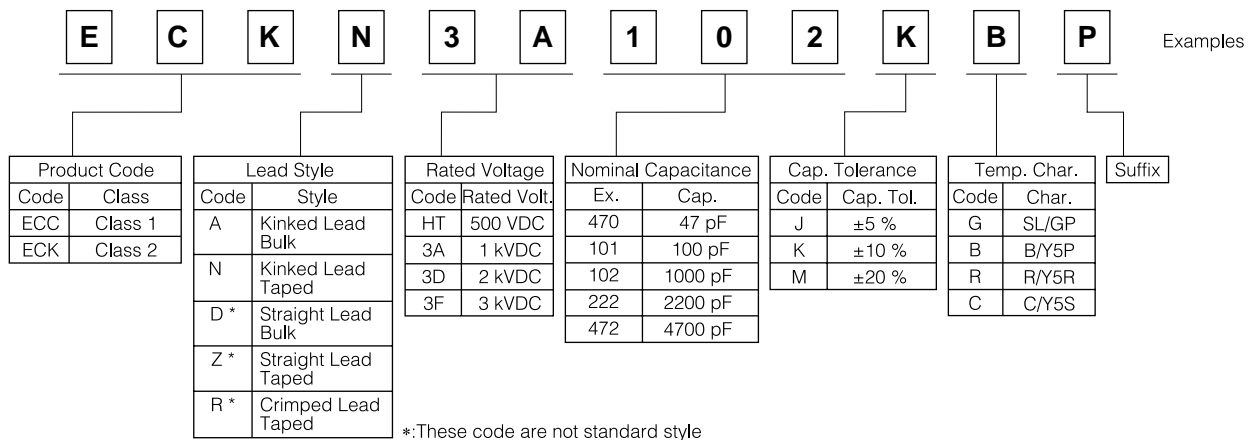 E C K N 3 A 1 0 2 K B P Examples
Product Code
Code Class
ECC Class 1
ECK Class 2
Lead Style
Code Style
A Kinked Lead
Bulk
N Kinked Lead
Taped
D * Straight Lead
Bulk
Z * Straight Lead
Taped
R * Crimped Lead
Taped
Rated Voltage
Code Rated Volt.
HT 500 VDC
3A 1 kVDC
3D 2 kVDC
3F 3 kVDC
Nominal Capacitance
Ex. Cap.
470 47 pF
101 100 pF
102 1000 pF
222 2200 pF
472 4700 pF
Cap. Tolerance
Code Cap. Tol.
J ±5 %
K ±10 %
M ±20 %
Temp. Char.
Code Char.
G SL/GP
B B/Y5P
R R/Y5R
C C/Y5S
Suffix
*:These code are not standard style